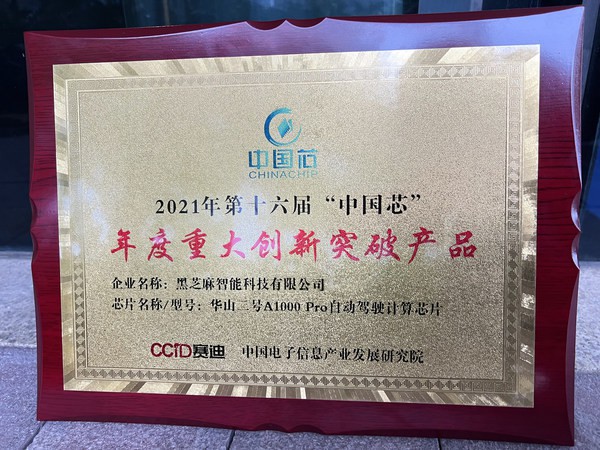 中国芯
CHINACHIP
2021年第十六届“中国芯”
年度重大创新突破产品
企业名称：黑芝麻智能科技有限公司
芯片名称/型号：华山二号A1000 Pro自动驾驶计算芯片
CCID赛迪 中国电子信息产业发展研究院